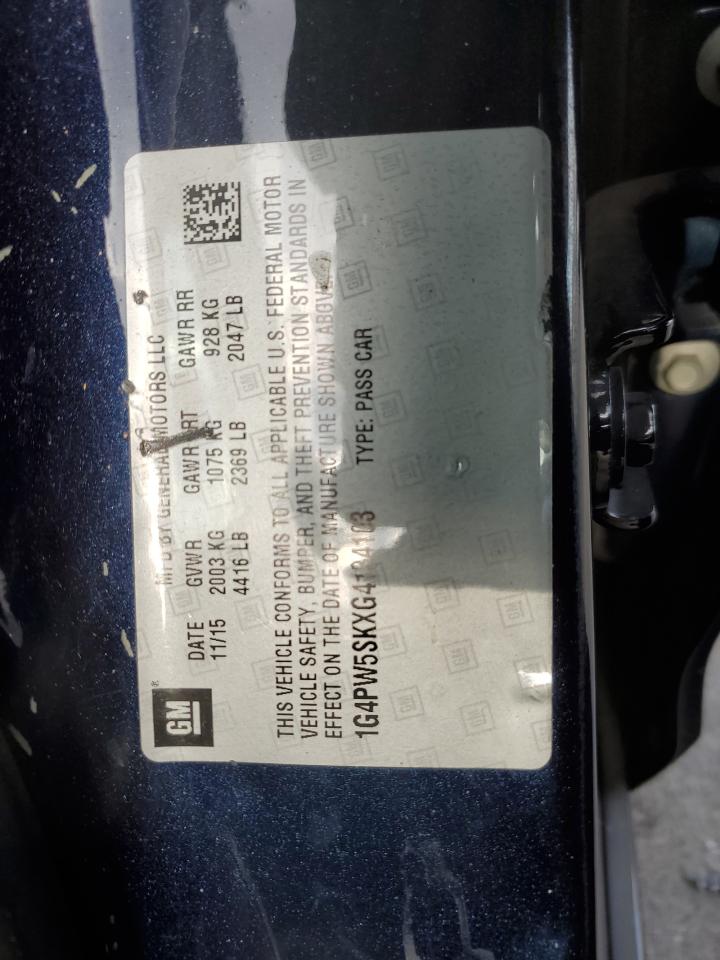 GM ®
MFD BY GENERAL MOTORS LLC
DATE GVWR GAWR FRT GAWR RR
11/15 2003 KG 1075 KG 928 KG
4416 LB 2369 LB 2047 LB
THIS VEHICLE CONFORMS TO ALL APPLICABLE U.S. FEDERAL MOTOR
VEHICLE SAFETY, BUMPER, AND THEFT PREVENTION STANDARDS IN
EFFECT ON THE DATE OF MANUFACTURE SHOWN ABOVE.
1G4PW5SKXG4134103 TYPE: PASS CAR